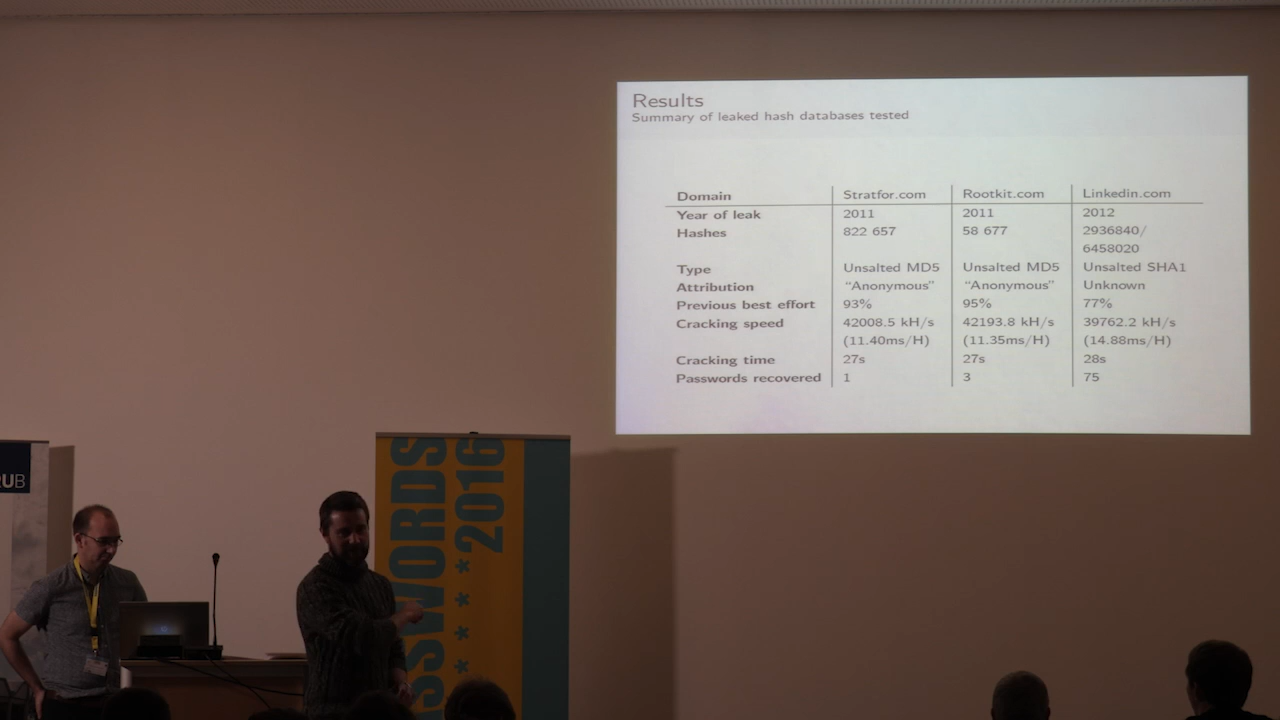 Results
Summary of leaked hash databases tested
Domain Stratfor.com Rootkit.com Linkedin.com
Year of leak 2011 2011 2012
Hashes 822 657 58 677 2936840/
6458020
Type Unsalted MD5 Unsalted MD5 Unsalted SHA1
Attribution "Anonymous" "Anonymous" Unknown
Previous best effort 93% 95% 77%
Cracking speed 42008.5 kH/s 42193.8 kH/s 39762.2 kH/s
(11.40ms/H) (11.35ms/H) (14.88ms/H)
Cracking time 27s 27s 28s
Passwords recovered 1 3 75
RUB
ASSWORDS
2016